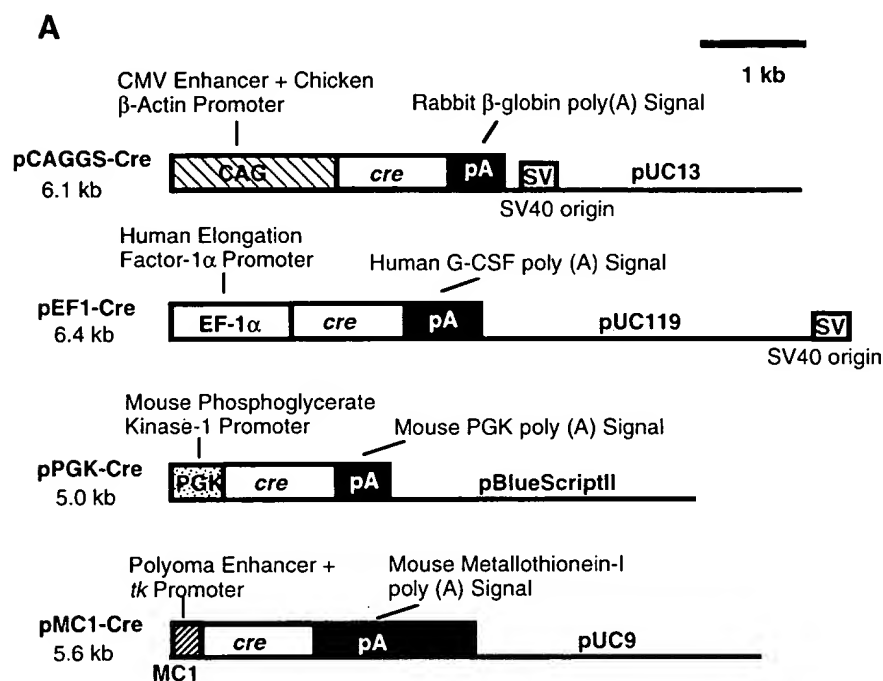 A
1 kb
CMV Enhancer + Chicken
β-Actin Promoter
Rabbit β-globin poly(A) Signal
pCAGGS-Cre
6.1 kb
CAG
cre
pA
SV
pUC13
SV40 origin
Human Elongation
Factor-1α Promoter
Human G-CSF poly (A) Signal
pEF1-Cre
6.4 kb
EF-1α
cre
pA
pUC119
SV
SV40 origin
Mouse Phosphoglycerate
Kinase-1 Promoter
Mouse PGK poly (A) Signal
pPGK-Cre
5.0 kb
PGK
cre
pA
pBlueScriptII
Polyoma Enhancer +
tk Promoter
Mouse Metallothionein-I
poly (A) Signal
pMC1-Cre
5.6 kb
cre
pA
pUC9
MC1